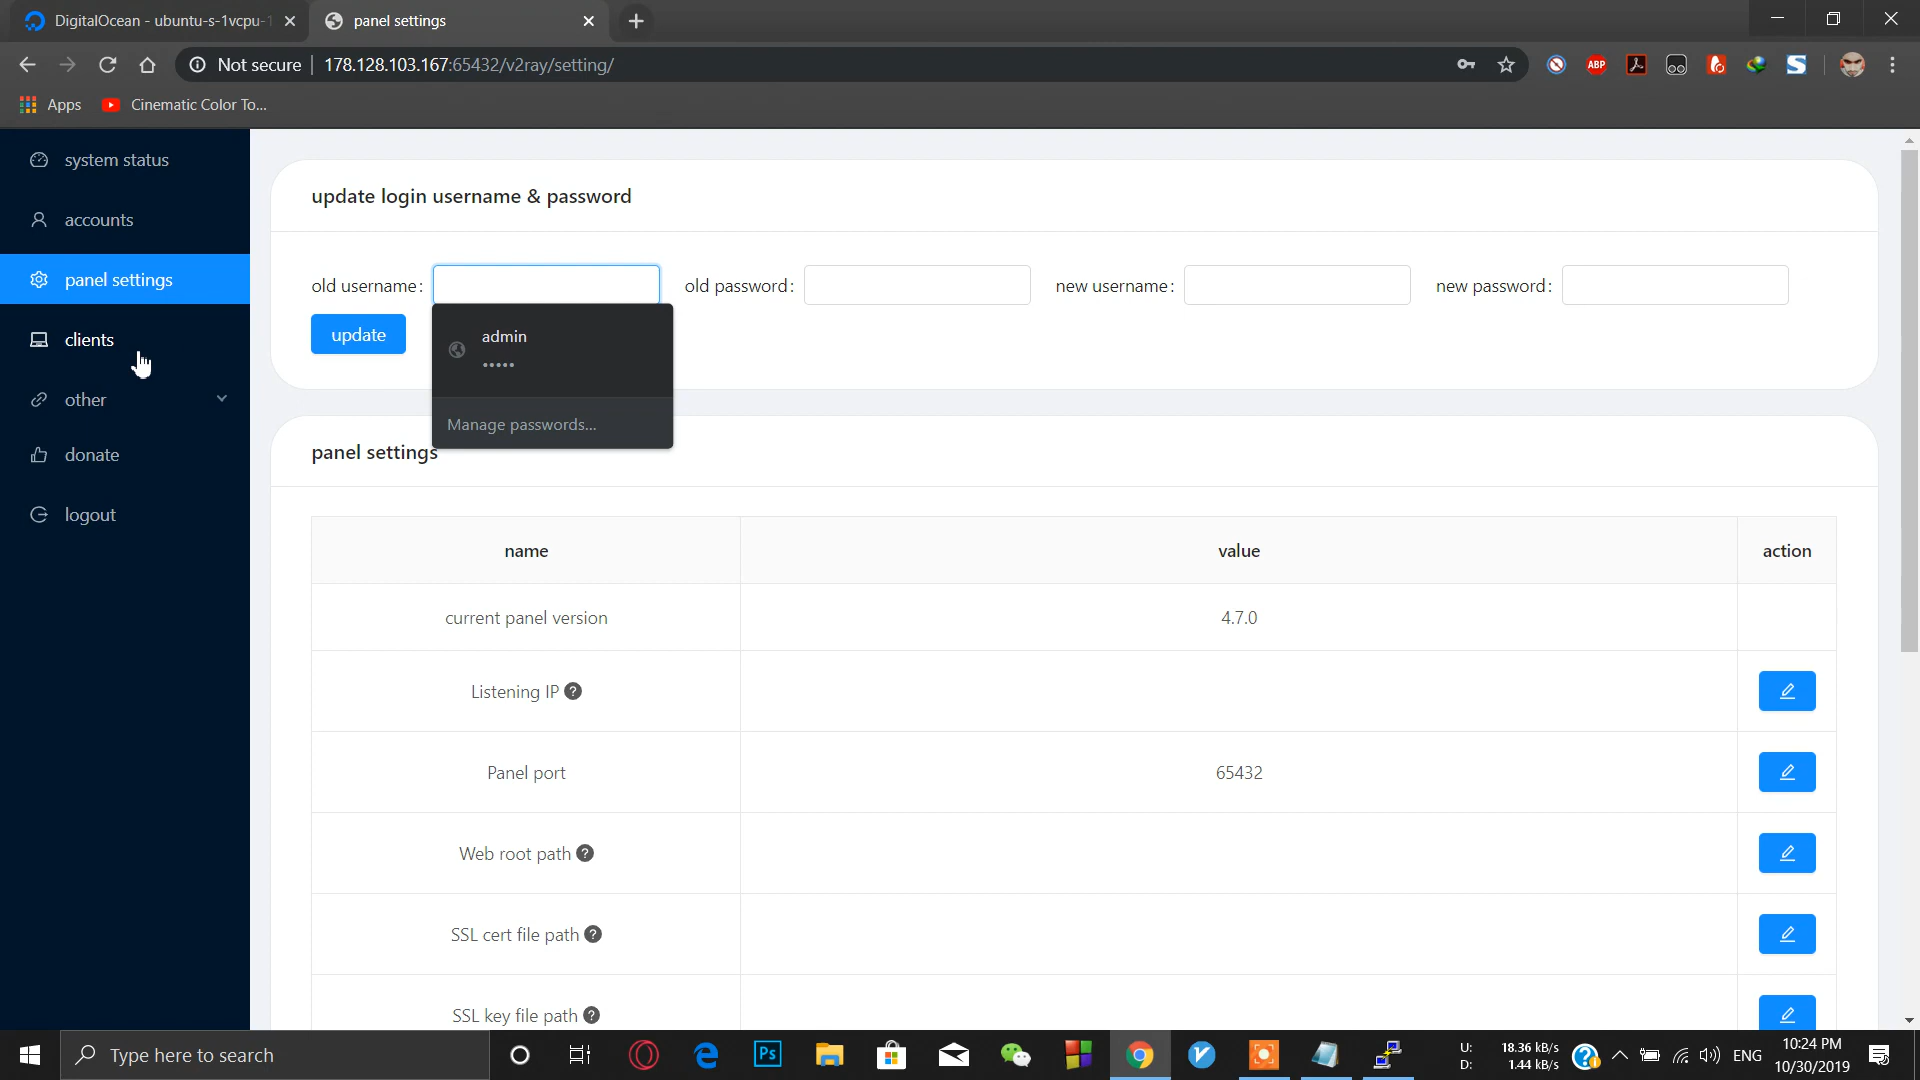 DigitalOcean - ubuntu-s-1vcpu-1
panel settings
Not secure
178.128.103.167:65432/v2ray/setting/
ABP
Apps
Cinematic Color To...
system status
accounts
panel settings
clients
other
donate
logout
update login username & password
old username:
old password:
new username:
new password:
update
admin
•••••
Manage passwords...
panel settings
name
value
action
current panel version
4.7.0
Listening IP ?
Panel port
65432
Web root path ?
SSL cert file path ?
SSL key file path ?
Type here to search
Ps
U: 18.36 kB/s
D: 1.44 kB/s
ENG
10:24 PM
10/30/2019